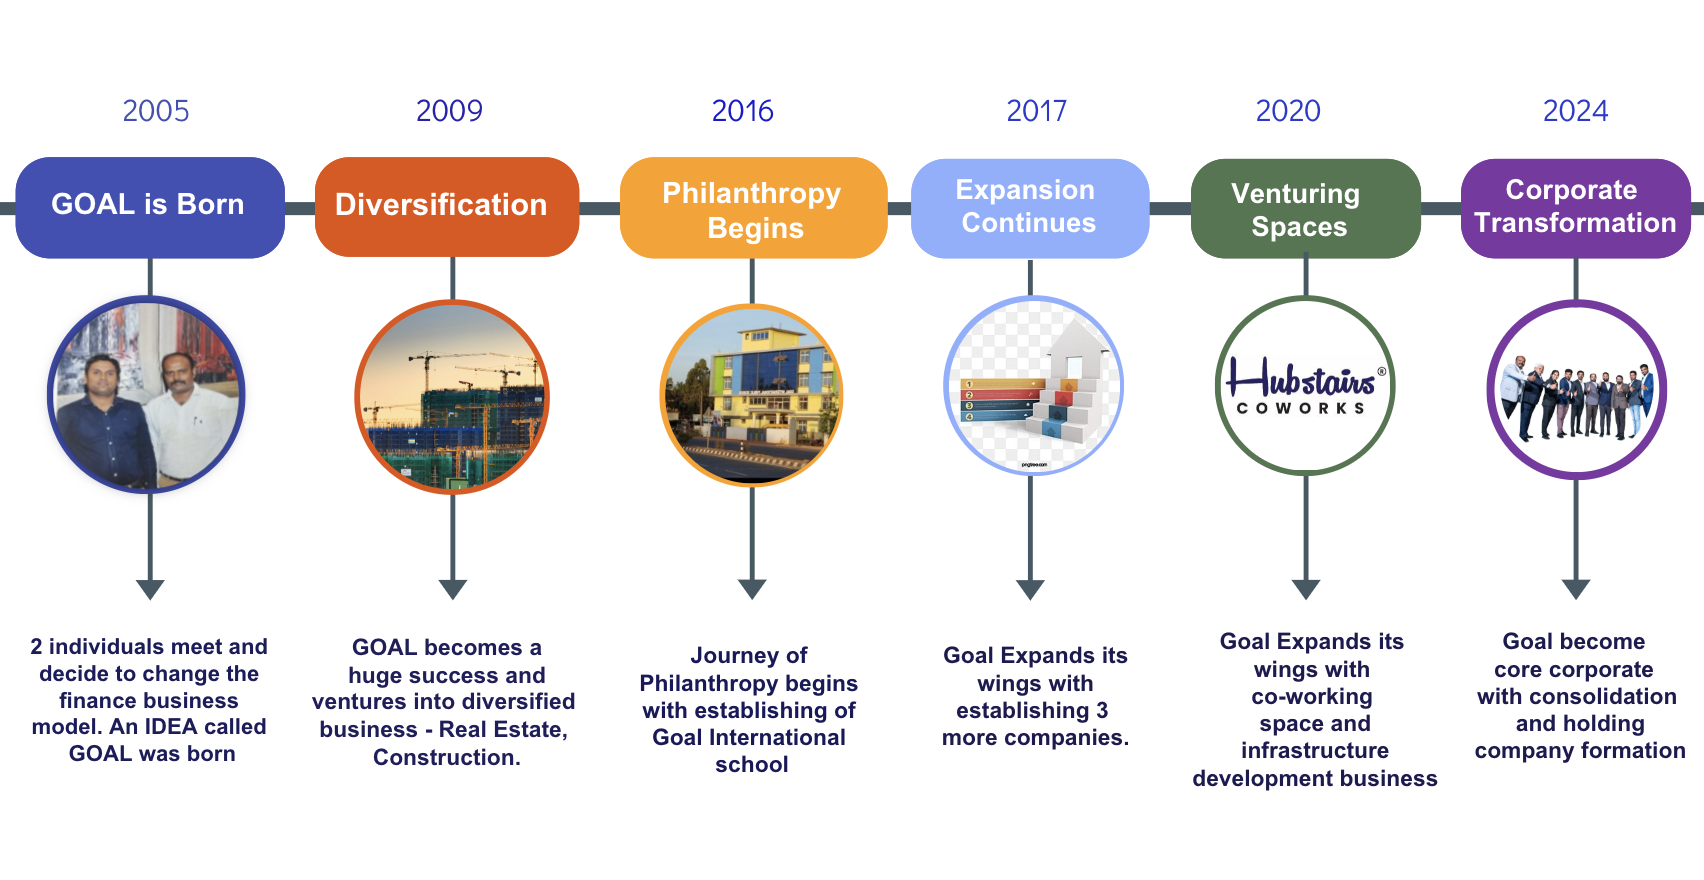 2005
GOAL is Born
2 individuals meet and
decide to change the
finance business
model. An IDEA called
GOAL was born
2009
Diversification
GOAL becomes a
huge success and
ventures into diversified
business - Real Estate,
Construction.
2016
Philanthropy
Begins
Journey of
Philanthropy begins
with establishing of
Goal International
school
2017
Expansion
Continues
1
2
3
4
pngtree.com
Goal Expands its
wings with
establishing 3
more companies.
2020
Venturing
Spaces
Hubstairs®
COWORKS
Goal Expands its
wings with
co-working
space and
infrastructure
development business
2024
Corporate
Transformation
Goal become
core corporate
with consolidation
and holding
company formation